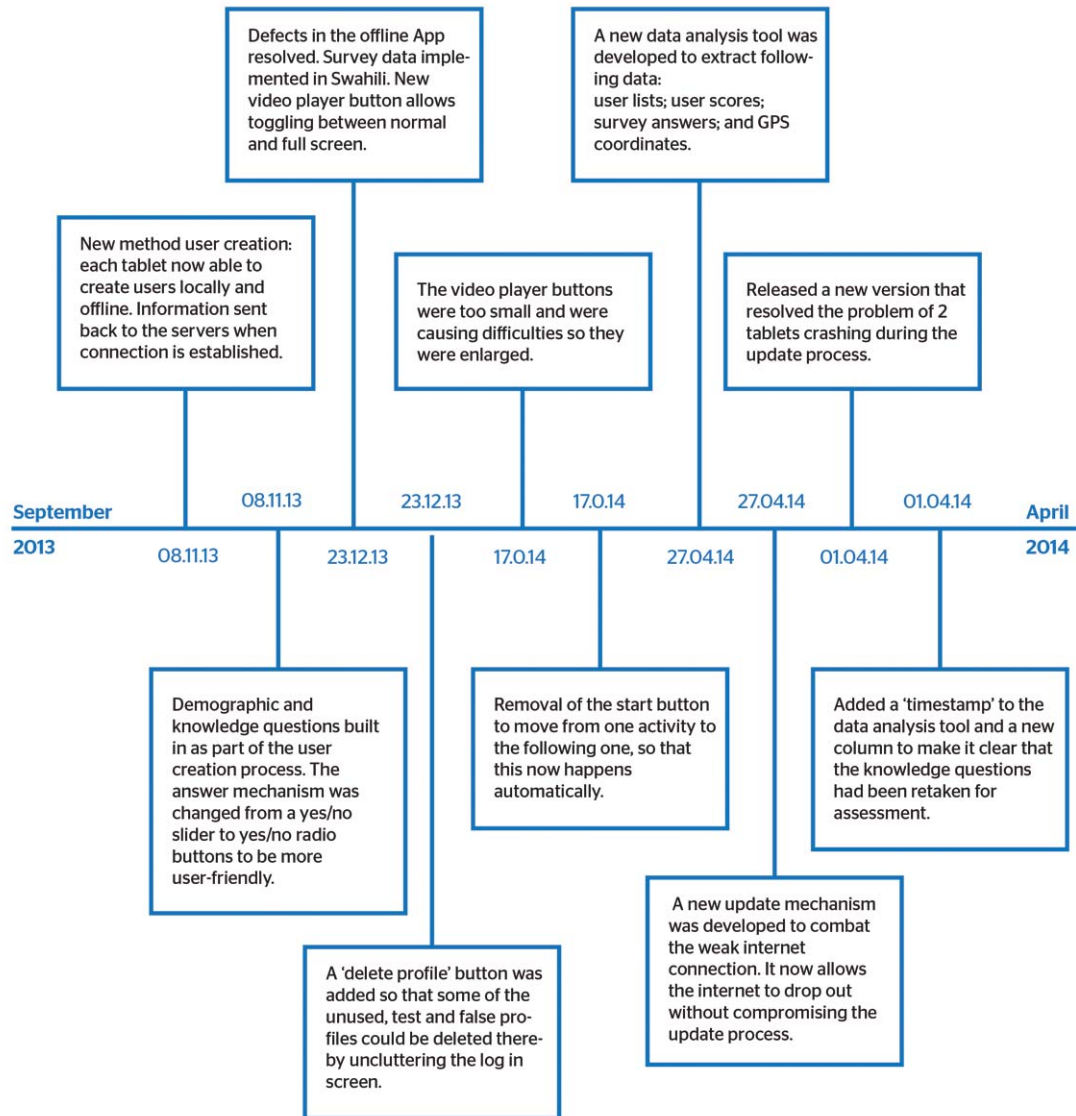 Defects in the offline App
resolved. Survey data imple-
mented in Swahili. New
video player button allows
toggling between normal
and full screen.
A new data analysis tool was
developed to extract follow-
ing data:
user lists; user scores;
survey answers; and GPS
coordinates.
New method user creation:
each tablet now able to
create users locally and
offline. Information sent
back to the servers when
connection is established.
The video player buttons
were too small and were
causing difficulties so they
were enlarged.
Released a new version that
resolved the problem of 2
tablets crashing during the
update process.
September
2013
08.11.13
23.12.13
17.0.14
27.04.14
01.04.14
April
2014
08.11.13
23.12.13
17.0.14
27.04.14
01.04.14
Demographic and
knowledge questions built
in as part of the user
creation process. The
answer mechanism was
changed from a yes/no
slider to yes/no radio
buttons to be more
user-friendly.
Removal of the start button
to move from one activity to
the following one, so that
this now happens
automatically.
Added a ‘timestamp’ to the
data analysis tool and a new
column to make it clear that
the knowledge questions
had been retaken for
assessment.
A ‘delete profile’ button was
added so that some of the
unused, test and false pro-
files could be deleted there-
by uncluttering the log in
screen.
A new update mechanism
was developed to combat
the weak internet
connection. It now allows
the internet to drop out
without compromising the
update process.